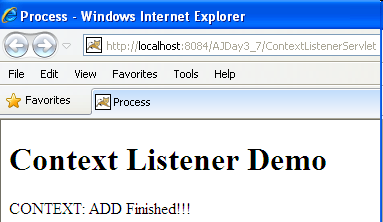 Process - Windows Internet Explorer
http://localhost:8084/AJDay3_7/ContextListenerServlet
File Edit View Favorites Tools Help
Favorites Process
Context Listener Demo
CONTEXT: ADD Finished!!!